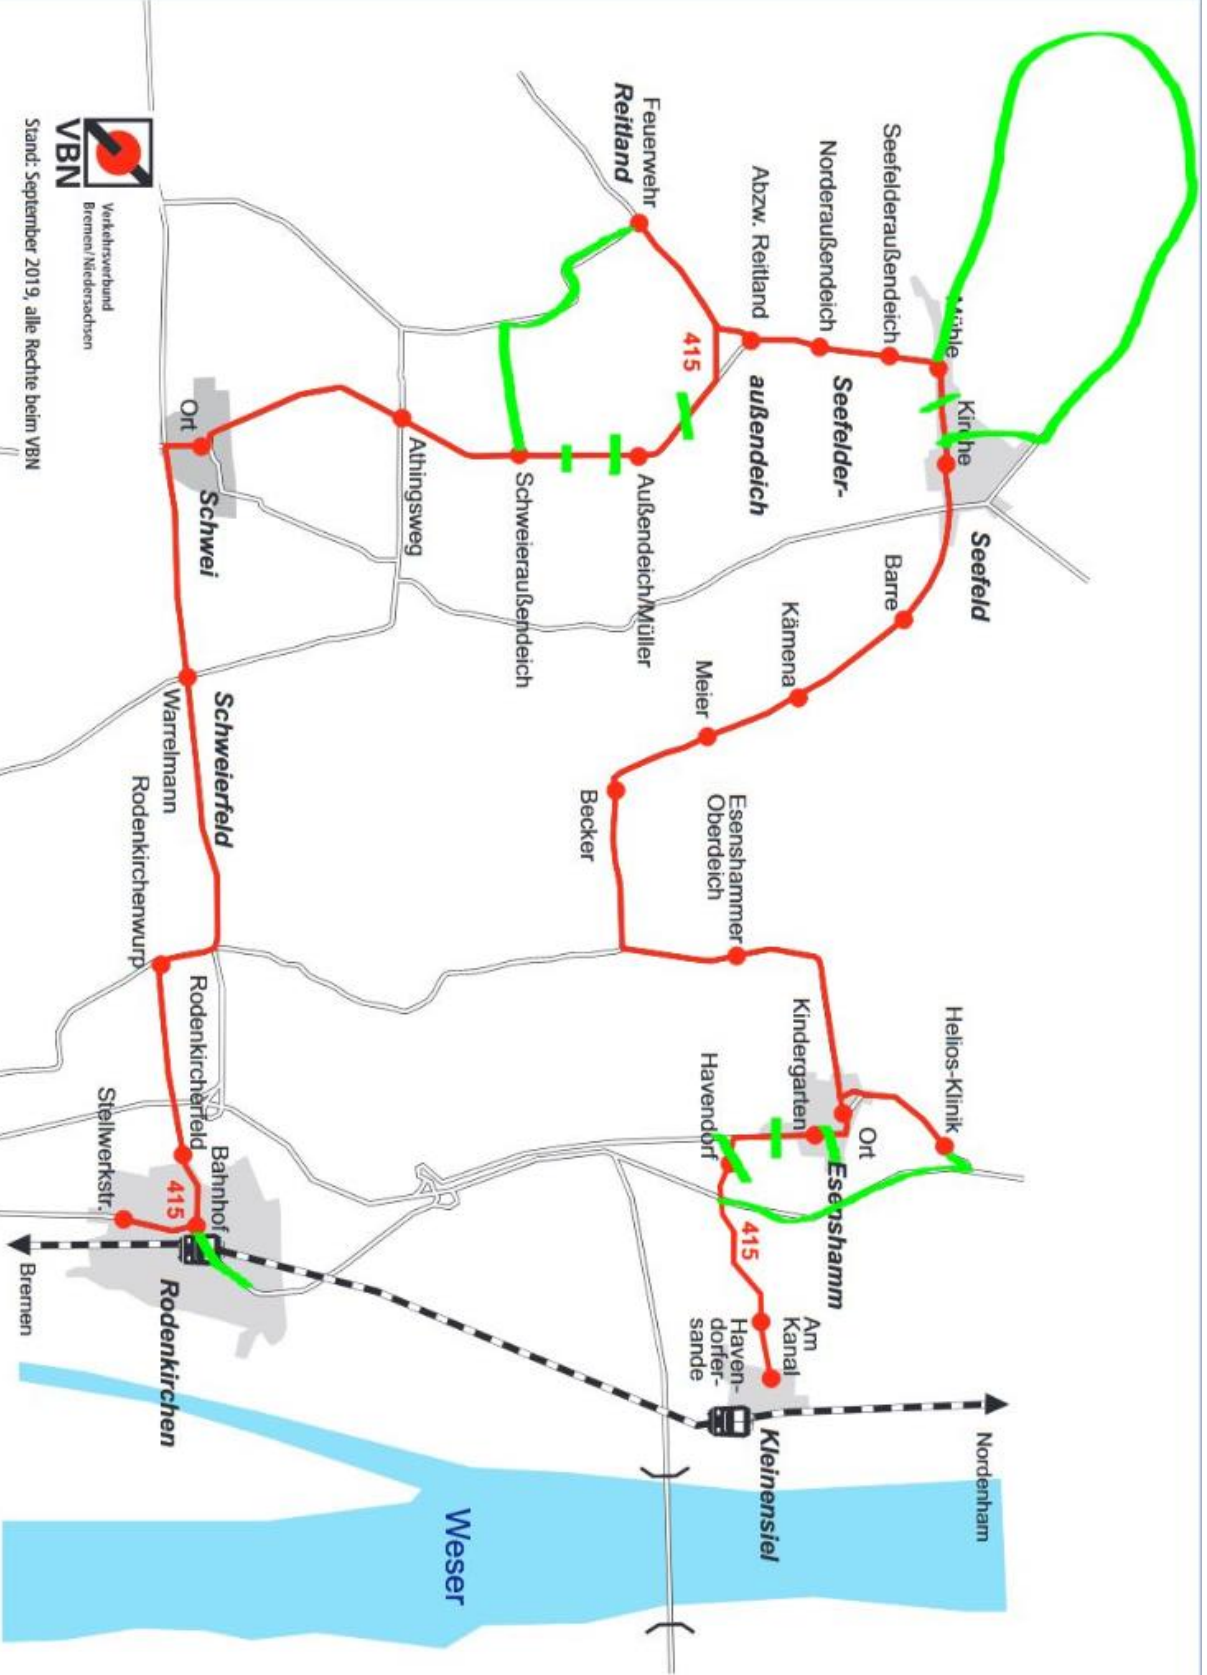 Mühle
Kirche
Seefeld
Seefelderaußendeich
Norderaußendeich
Abzw. Reitland
Seefelder-
außendeich
Feuerwehr
Reitland
415
Außendeich/Müller
Schweieraußendeich
Athingsweg
Ort
Schwei
Barre
Kämena
Meier
Becker
Esenshammer
Oberdeich
Schweierfeld
Warrelmann
Rodenkirchenwurp
Rodenkircherfeld
Stellwerkstr.
Bahnhof
415
Rodenkirchen
Bremen
Helios-Klinik
Kindergarten
Ort
Esenshamm
Havendorf
415
Am
Kanal
Haven-
dorfer-
sande
Kleinensiel
Nordenham
Weser
VBN
Verkehrsverbund
Bremen/Niedersachsen
Stand: September 2019, alle Rechte beim VBN